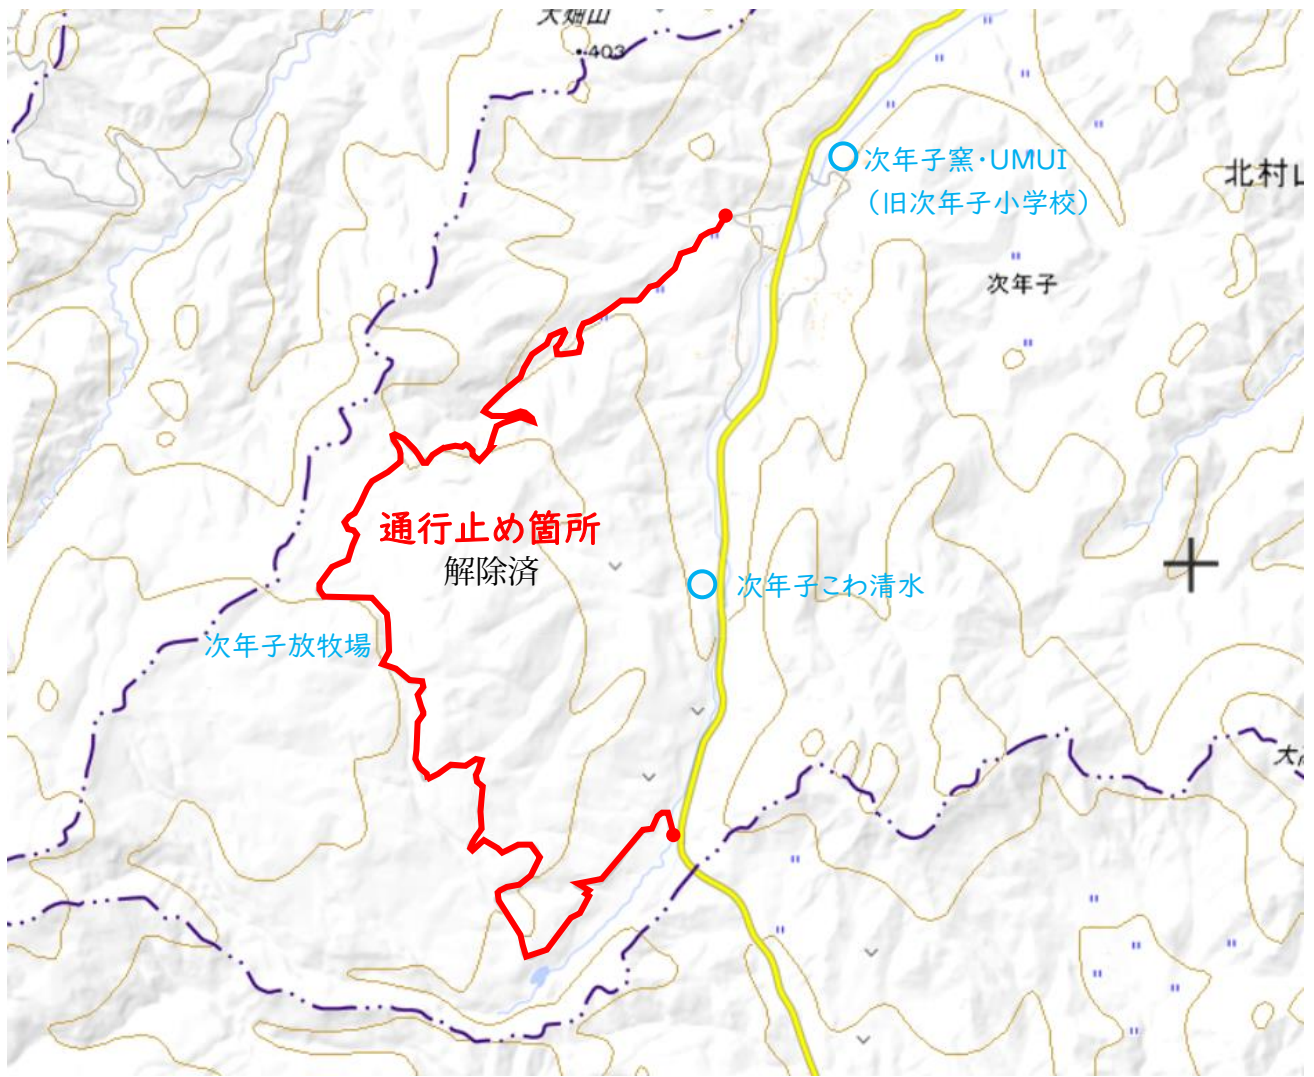 大畑山
403
次年子窯・UMUI
(旧次年子小学校)
北村山
次年子
通行止め箇所
解除済
次年子こわ清水
次年子放牧場